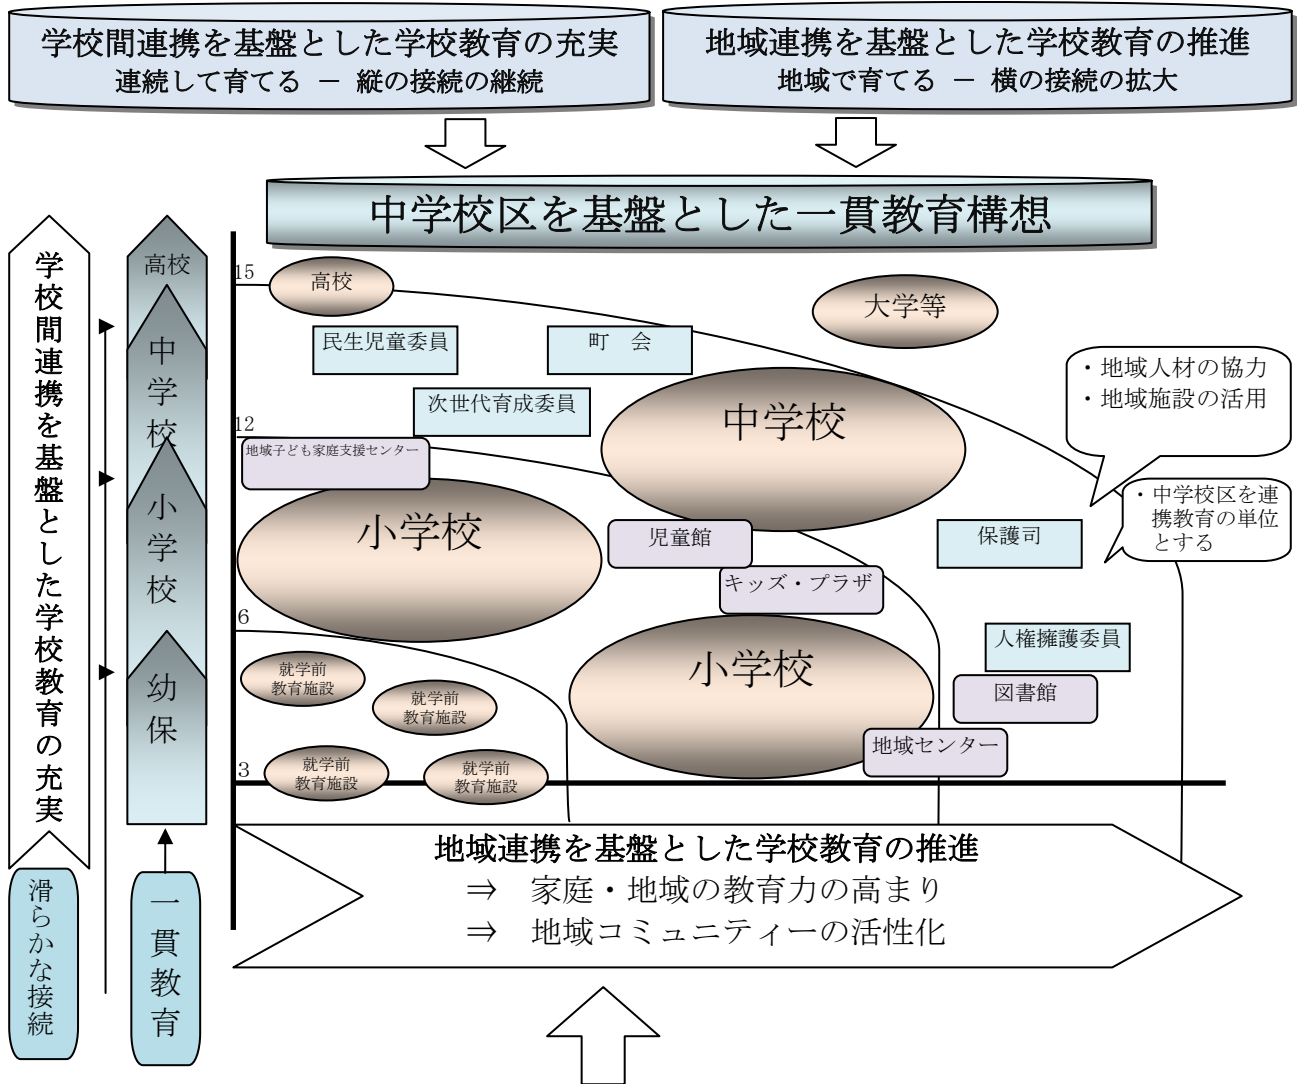 学校間連携を基盤とした学校教育の充実
連続して育てる － 縦の接続の継続
地域連携を基盤とした学校教育の推進
地域で育てる － 横の接続の拡大
中学校区を基盤とした一貫教育構想
学校間連携を基盤とした学校教育の充実
滑らかな接続
高校
中学校
小学校
幼保
一貫教育
15
12
6
3
高校
大学等
民生児童委員
町　会
次世代育成委員
中学校
・地域人材の協力
・地域施設の活用
地域子ども家庭支援センター
小学校
児童館
保護司
・中学校区を連
携教育の単位
とする
キッズ・プラザ
小学校
人権擁護委員
図書館
地域センター
就学前
教育施設
就学前
教育施設
就学前
教育施設
就学前
教育施設
地域連携を基盤とした学校教育の推進
⇒　家庭・地域の教育力の高まり
⇒　地域コミュニティーの活性化